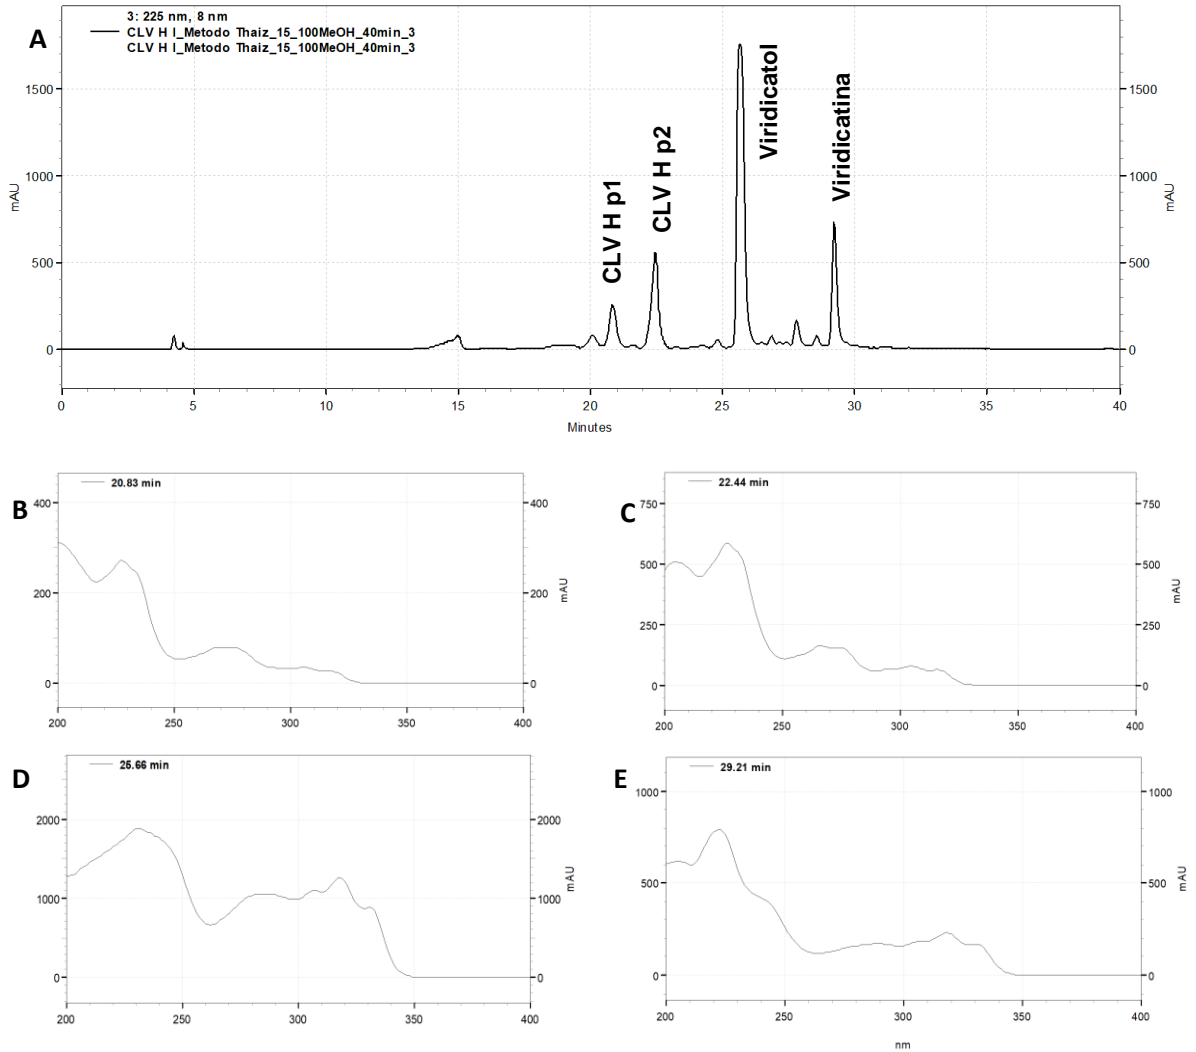 A
3: 225 nm, 8 nm
CLV H I_Metodo Thaiz_15_100MeOH_40min_3
CLV H I_Metodo Thaiz_15_100MeOH_40min_3
CLV H p1
CLV H p2
Viridicatol
Viridicatina
1500
1000
500
0
mAU
1500
1000
500
0
mAU
0 5 10 15 20 25 30 35 40
Minutes
B
20.83 min
400
200
0
400
200
0
mAU
200 250 300 350 400
C
22.44 min
750
500
250
0
750
500
250
0
mAU
200 250 300 350 400
D
25.66 min
2000
1000
0
2000
1000
0
mAU
200 250 300 350 400
E
29.21 min
1000
500
0
1000
500
0
mAU
200 250 300 350 400
nm